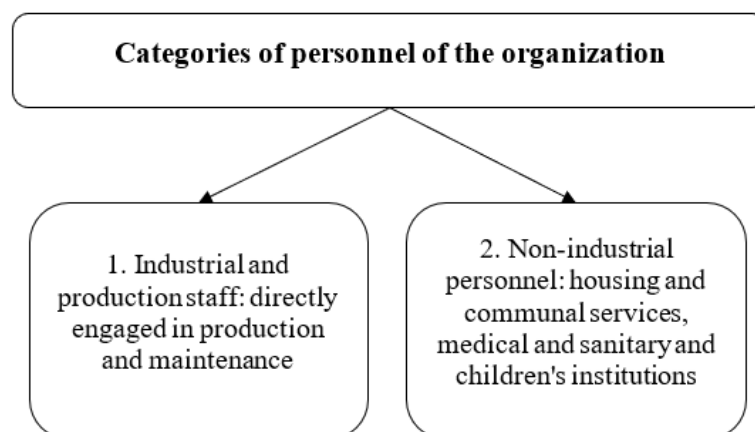 Categories of personnel of the organization
1. Industrial and
production staff: directly
engaged in production
and maintenance
2. Non-industrial
personnel: housing and
communal services,
medical and sanitary and
children's institutions